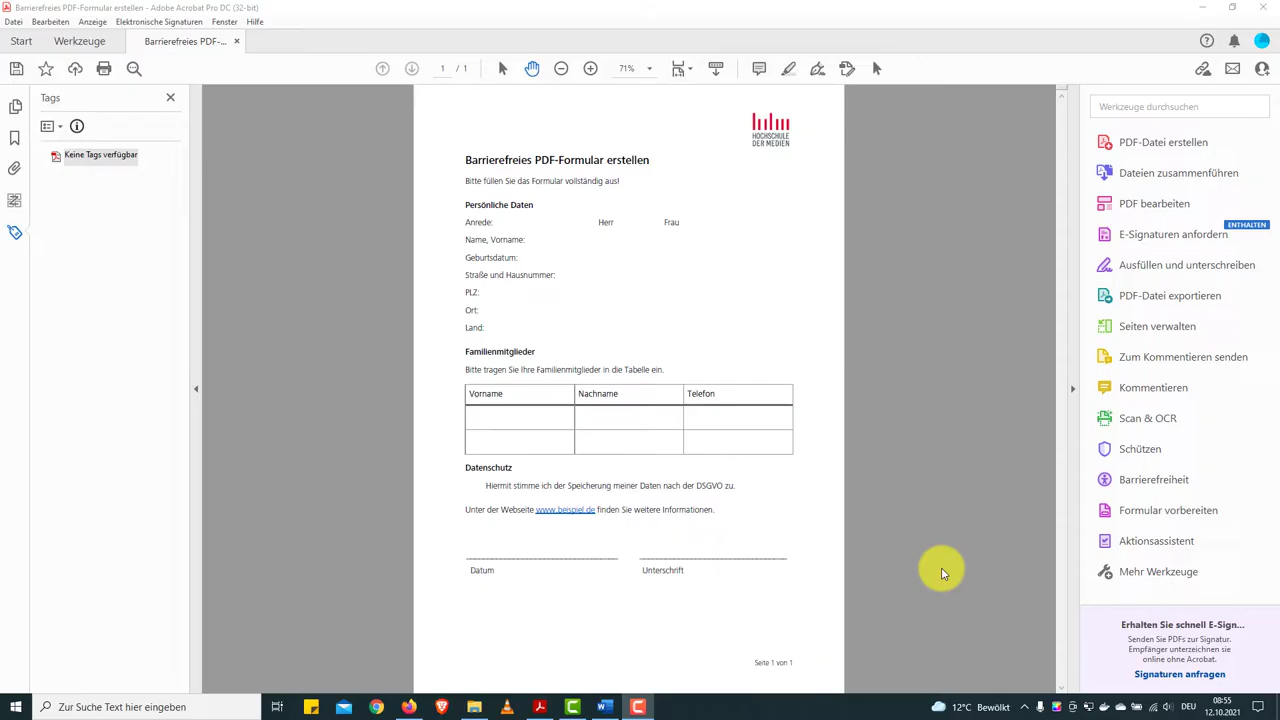 Barrierefreies PDF-Formular erstellen - Adobe Acrobat Pro DC (32-bit)
Datei Bearbeiten Anzeige Elektronische Signaturen Fenster Hilfe
Start Werkzeuge Barrierefreies PDF-... ×
1 / 1 71%
Tags
Keine Tags verfügbar
HOCHSCHULE
DER MEDIEN
Barrierefreies PDF-Formular erstellen
Bitte füllen Sie das Formular vollständig aus!
Persönliche Daten
Anrede: Herr Frau
Name, Vorname:
Geburtsdatum:
Straße und Hausnummer:
PLZ:
Ort:
Land:
Familienmitglieder
Bitte tragen Sie Ihre Familienmitglieder in die Tabelle ein.
Vorname Nachname Telefon
Datenschutz
Hiermit stimme ich der Speicherung meiner Daten nach der DSGVO zu.
Unter der Webseite www.beispiel.de finden Sie weitere Informationen.
Datum Unterschrift
Seite 1 von 1
Werkzeuge durchsuchen
PDF-Datei erstellen
Dateien zusammenführen
PDF bearbeiten
ENTHALTEN
E-Signaturen anfordern
Ausfüllen und unterschreiben
PDF-Datei exportieren
Seiten verwalten
Zum Kommentieren senden
Kommentieren
Scan & OCR
Schützen
Barrierefreiheit
Formular vorbereiten
Aktionsassistent
Mehr Werkzeuge
Erhalten Sie schnell E-Sign...
Senden Sie PDFs zur Signatur.
Empfänger unterzeichnen sie
online ohne Acrobat.
Signaturen anfragen
Zur Suche Text hier eingeben
12°C Bewölkt DEU 08:55
12.10.2021